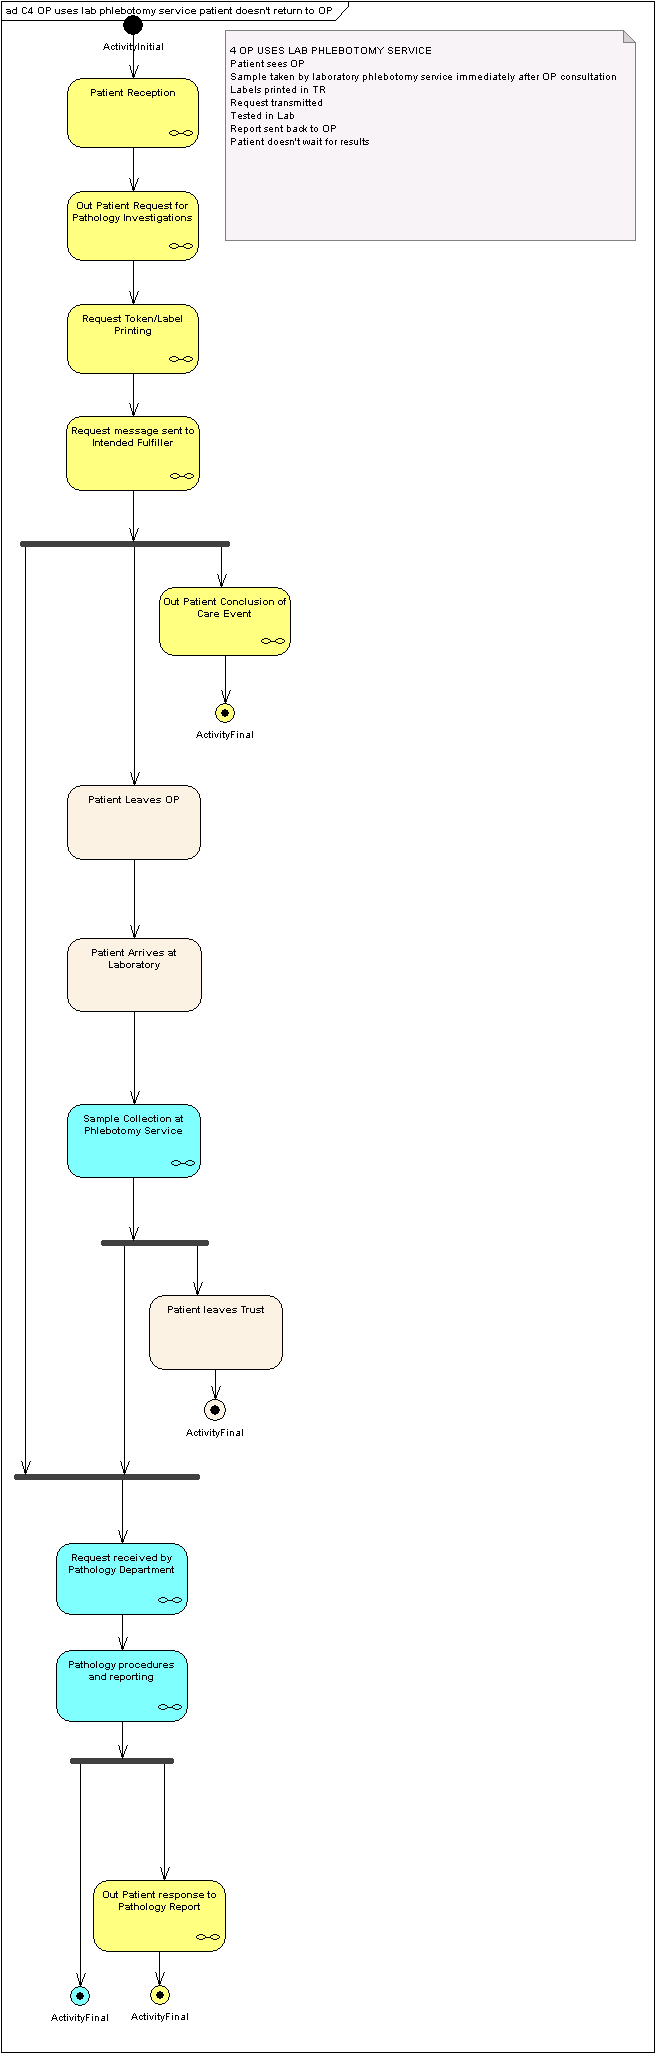 ad C4 OP uses lab phlebotomy service patient doesn't return to OP
ActivityInitial
4 OP USES LAB PHLEBOTOMY SERVICE
Patient sees OP
Sample taken by laboratory phlebotomy service immediately after OP consultation
Labels printed in TR
Request transmitted
Tested in Lab
Report sent back to OP
Patient doesn't wait for results
Patient Reception
Out Patient Request for
Pathology Investigations
Request Token/Label
Printing
Request message sent to
Intended Fulfiller
Out Patient Conclusion of
Care Event
ActivityFinal
Patient Leaves OP
Patient Arrives at
Laboratory
Sample Collection at
Phlebotomy Service
Patient leaves Trust
ActivityFinal
Request received by
Pathology Department
Pathology procedures
and reporting
Out Patient response to
Pathology Report
ActivityFinal
ActivityFinal